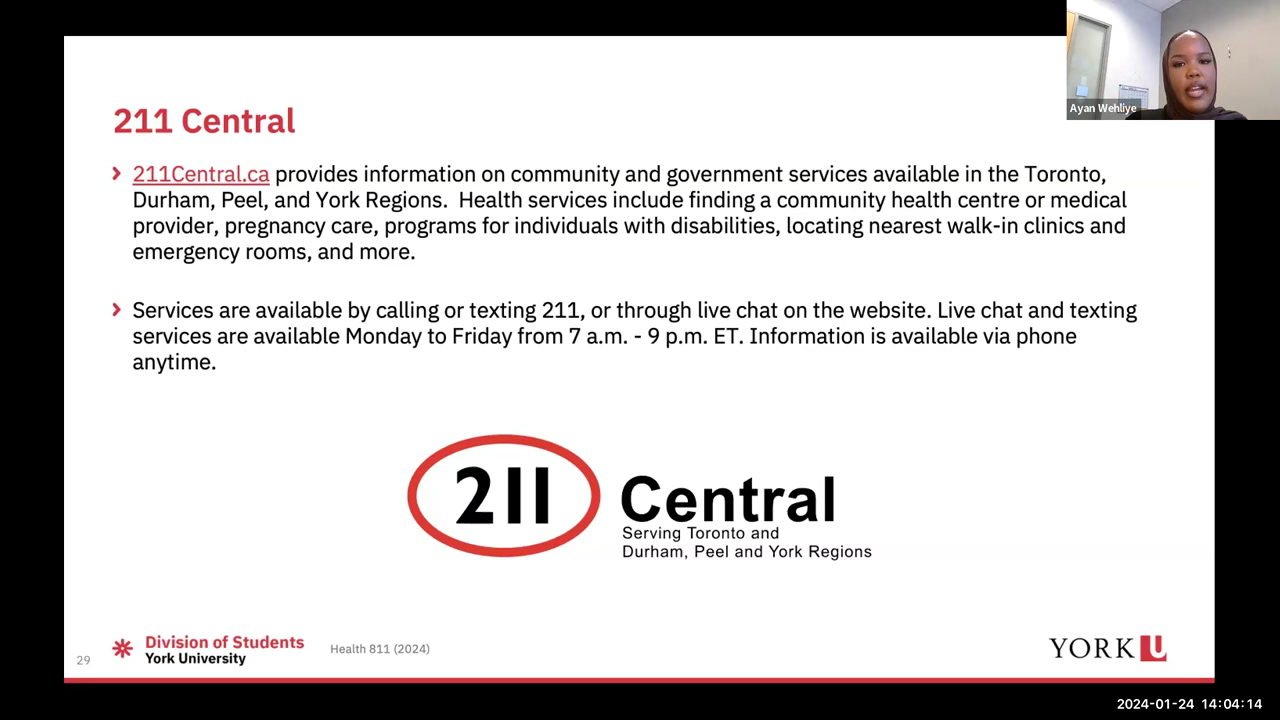 Ayan Wehliye
211 Central
211Central.ca provides information on community and government services available in the Toronto,
Durham, Peel, and York Regions.  Health services include finding a community health centre or medical
provider, pregnancy care, programs for individuals with disabilities, locating nearest walk-in clinics and
emergency rooms, and more.
Services are available by calling or texting 211, or through live chat on the website. Live chat and texting
services are available Monday to Friday from 7 a.m. - 9 p.m. ET. Information is available via phone
anytime.
211 Central
Serving Toronto and
Durham, Peel and York Regions
29
Division of Students
York University
Health 811 (2024)
YORK U
2024-01-24 14:04:14